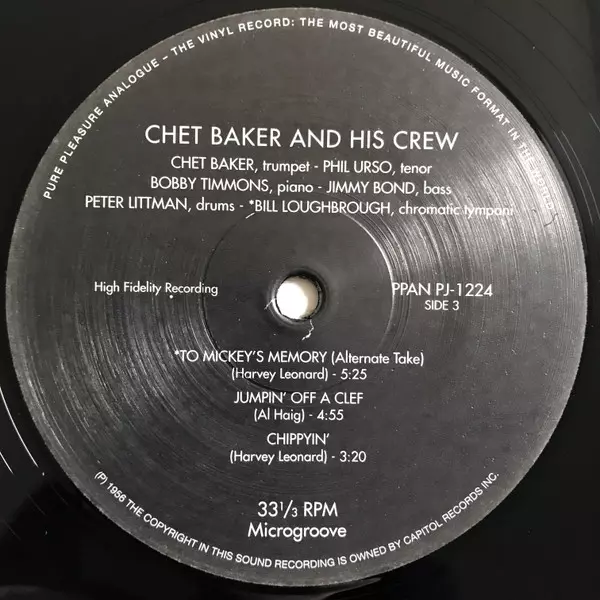 PURE PLEASURE ANALOGUE – THE VINYL RECORD: THE MOST BEAUTIFUL MUSIC FORMAT IN THE WORLD
CHET BAKER AND HIS CREW
CHET BAKER, trumpet - PHIL URSO, tenor
BOBBY TIMMONS, piano - JIMMY BOND, bass
PETER LITTMAN, drums - *BILL LOUGHBROUGH, chromatic tympani
High Fidelity Recording
PPAN PJ-1224
SIDE 3
*TO MICKEY'S MEMORY (Alternate Take)
(Harvey Leonard) - 5:25
JUMPIN' OFF A CLEF
(Al Haig) - 4:55
CHIPPYIN'
(Harvey Leonard) - 3:20
33 1/3 RPM
Microgroove
(P) 1956 THE COPYRIGHT IN THIS SOUND RECORDING IS OWNED BY CAPITOL RECORDS INC.